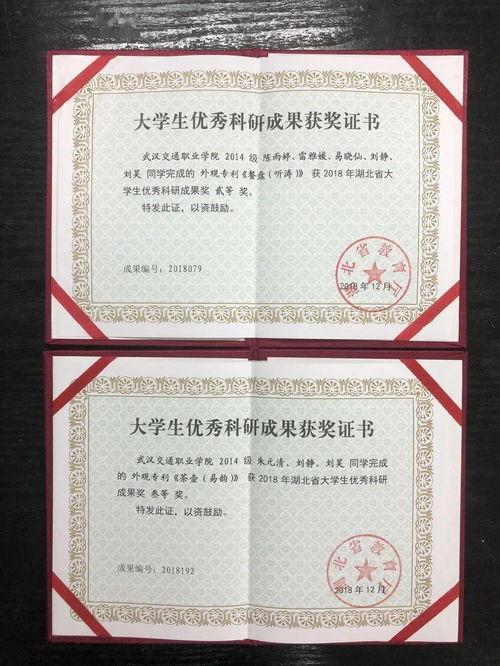 大学生优秀科研成果获奖证书
武汉交通职业学院 2014 级 陈雨婷、雷雅媛、易晓仙、刘静、
刘昊 同学完成的 外观专利《餐盘（听涛）》 获 2018 年湖北省大
学生优秀科研成果奖 贰等 奖。
特发此证，以资鼓励。
湖北省教育厅
成果编号：2018079
2018 年 12 月
大学生优秀科研成果获奖证书
武汉交通职业学院 2014 级 朱元清、刘静、刘昊 同学完成
的 外观专利《茶壶（易韵）》 获 2018 年湖北省大学生优秀科研
成果奖 叁等 奖。
特发此证，以资鼓励。
湖北省教育厅
成果编号：2018192
2018 年 12 月